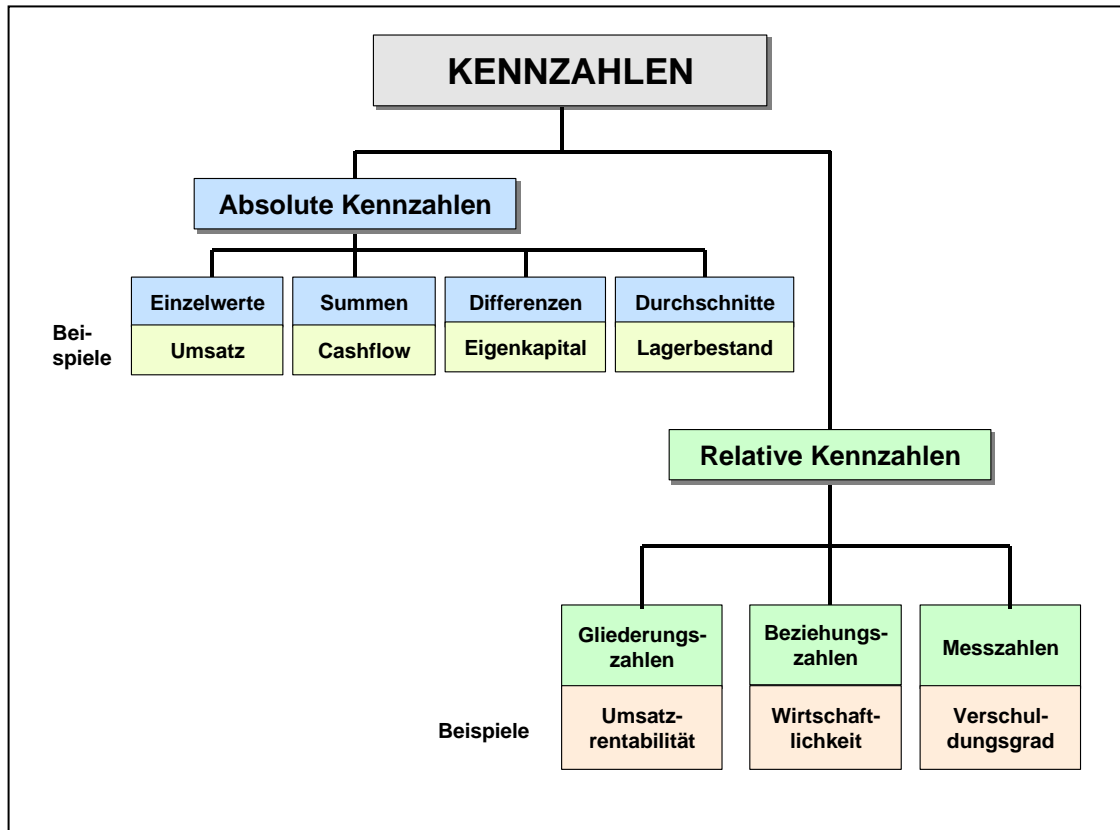 KENNZAHLEN
Absolute Kennzahlen
Einzelwerte
Summen
Differenzen
Durchschnitte
Bei-
spiele
Umsatz
Cashflow
Eigenkapital
Lagerbestand
Relative Kennzahlen
Gliederungs-
zahlen
Beziehungs-
zahlen
Messzahlen
Beispiele
Umsatz-
rentabilität
Wirtschaft-
lichkeit
Verschul-
dungsgrad